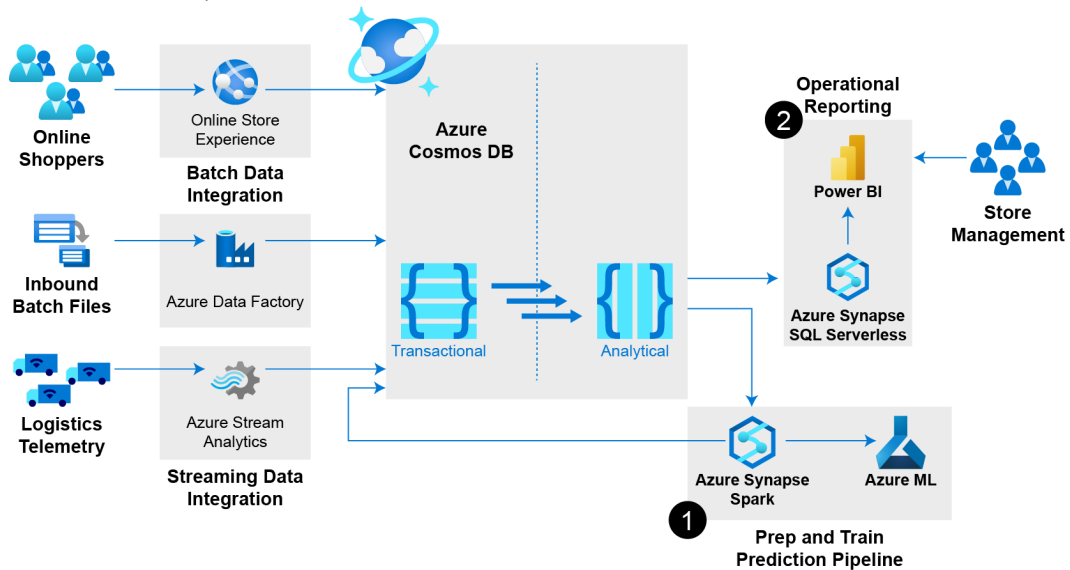 Online
Shoppers
Online Store
Experience
Batch Data
Integration
Inbound
Batch Files
Azure Data Factory
Logistics
Telemetry
Azure Stream
Analytics
Streaming Data
Integration
Azure
Cosmos DB
Transactional
Analytical
Operational
Reporting
2
Power BI
Azure Synapse
SQL Serverless
Store
Management
Azure Synapse
Spark
Azure ML
1
Prep and Train
Prediction Pipeline